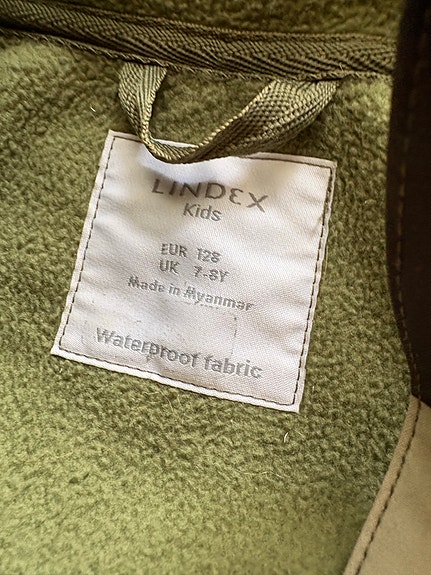 LINDEX
Kids
EUR 128
UK 7-8Y
Made in Myanmar
Waterproof fabric